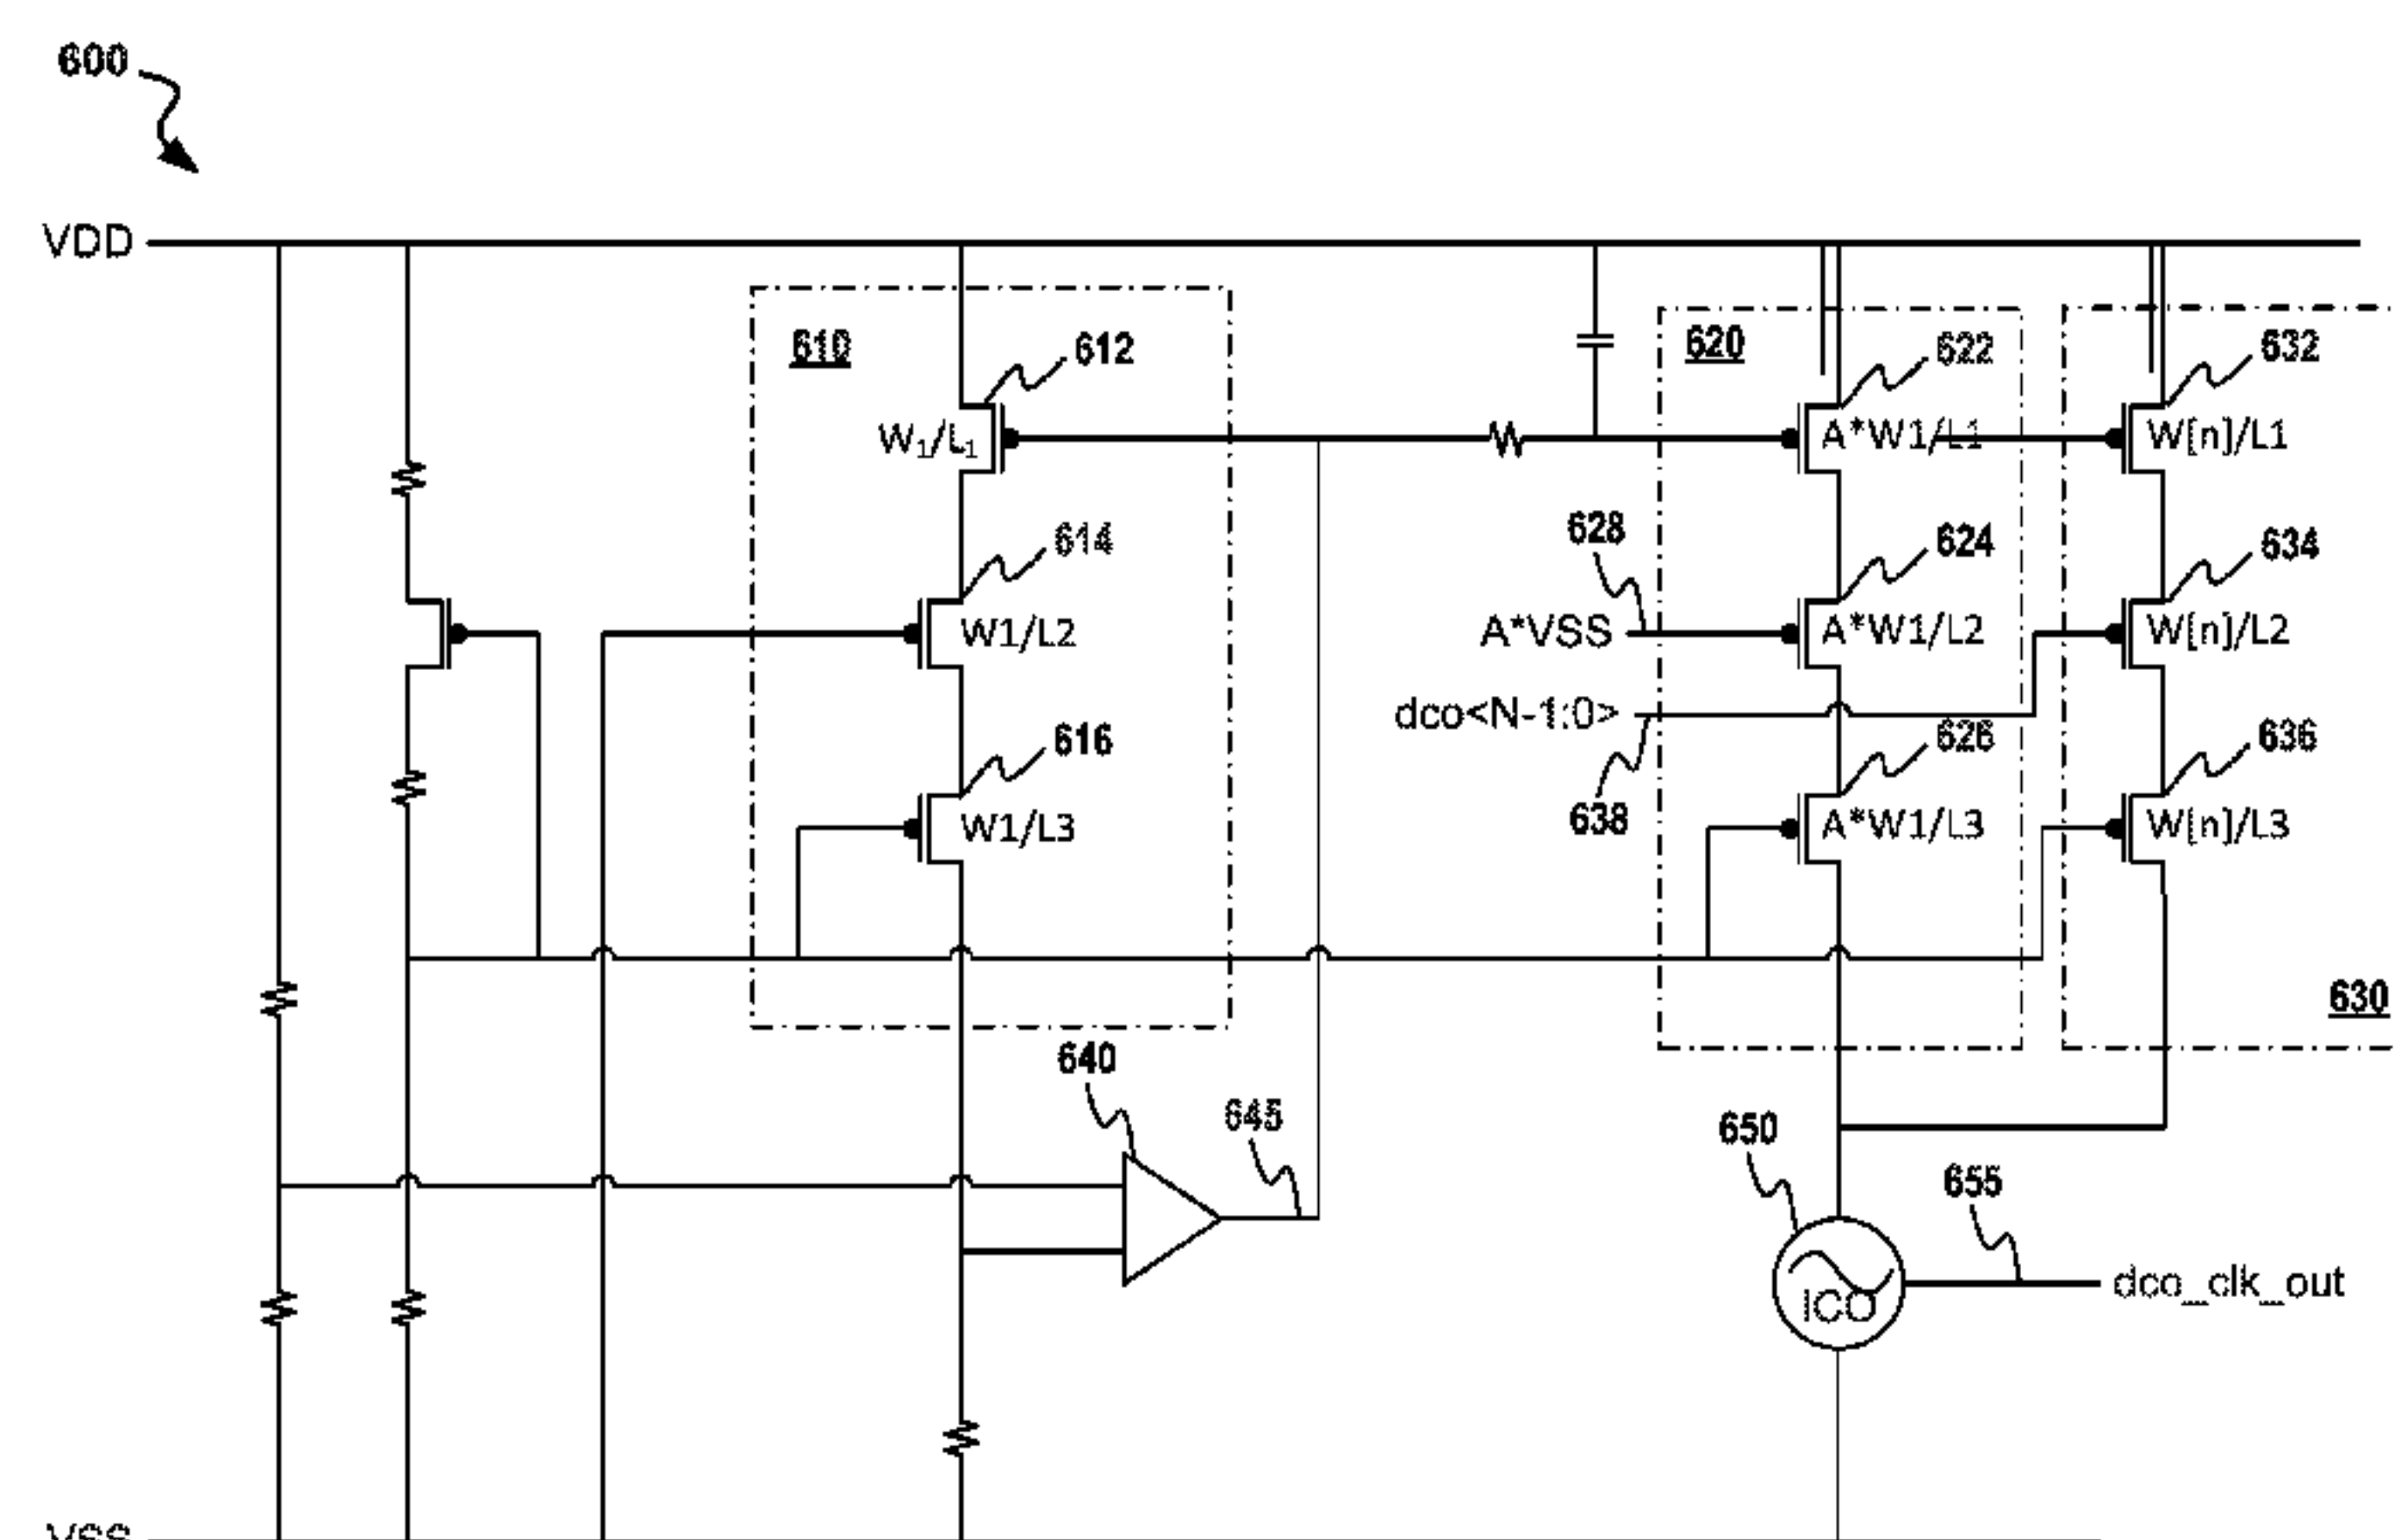 600
VDD
610
612
W₁/L₁
614
W1/L2
616
W1/L3
620
622
A*W1/L1
628
624
A*VSS
A*W1/L2
dco<N-1:0>
638
626
A*W1/L3
632
W[n]/L1
634
W[n]/L2
636
W[n]/L3
630
640
645
650
655
ICO
dco_clk_out
VSS